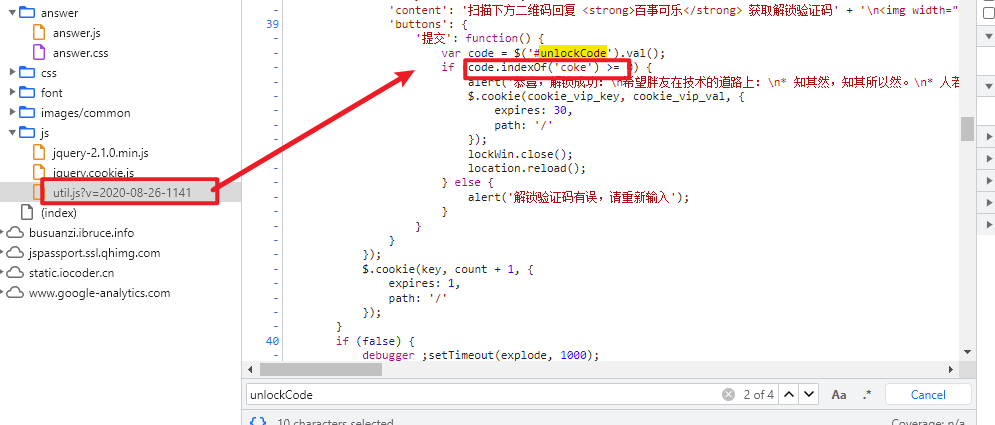 answer
answer.js
answer.css
css
font
images/common
js
jquery-2.1.0.min.js
jquery.cookie.js
util.js?v=2020-08-26-1141
(index)
busuanzi.ibruce.info
jspassport.ssl.qhimg.com
static.iocoder.cn
www.google-analytics.com
- 'content': '扫描下方二维码回复 <strong>百事可乐</strong> 获取解锁验证码' + '\n<img width="
39 'buttons': {
- '提交': function() {
- var code = $('#unlockCode').val();
- if (code.indexOf('coke') >= 0) {
- alert('恭喜，解锁成功：\n希望胖友在技术的道路上：\n* 知其然，知其所以然。\n* 人若
- $.cookie(cookie_vip_key, cookie_vip_val, {
- expires: 30,
- path: '/'
- });
- lockWin.close();
- location.reload();
- } else {
- alert('解锁验证码有误，请重新输入');
- }
- }
- }
- });
- $.cookie(key, count + 1, {
- expires: 1,
- path: '/'
- });
- }
40 if (false) {
- debugger ;setTimeout(explode, 1000);
unlockCode
2 of 4
Aa
.*
Cancel
{ } 10 characters selected
Coverage: n/a